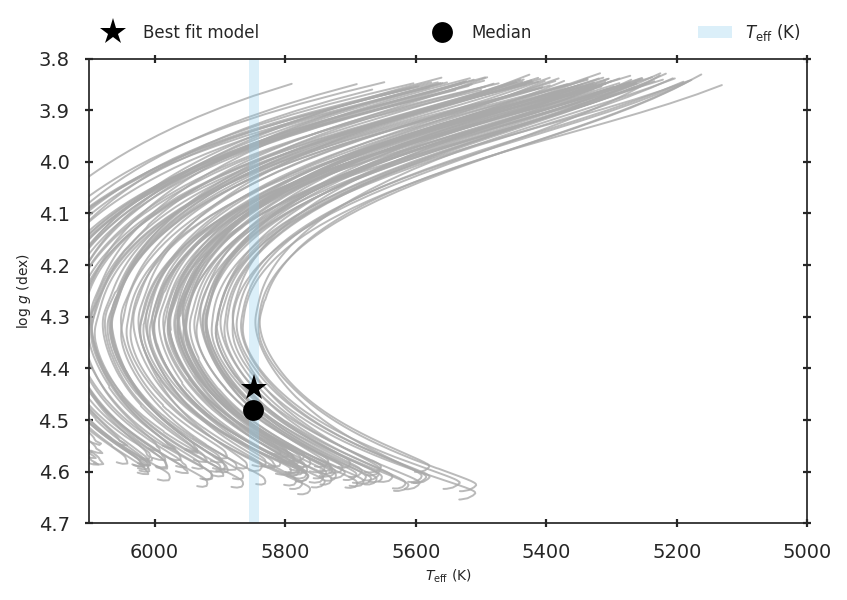 Best fit model Median T_eff (K)
3.8
3.9
4.0
4.1
4.2
4.3
4.4
4.5
4.6
4.7
log g (dex)
6000 5800 5600 5400 5200 5000
T_eff (K)